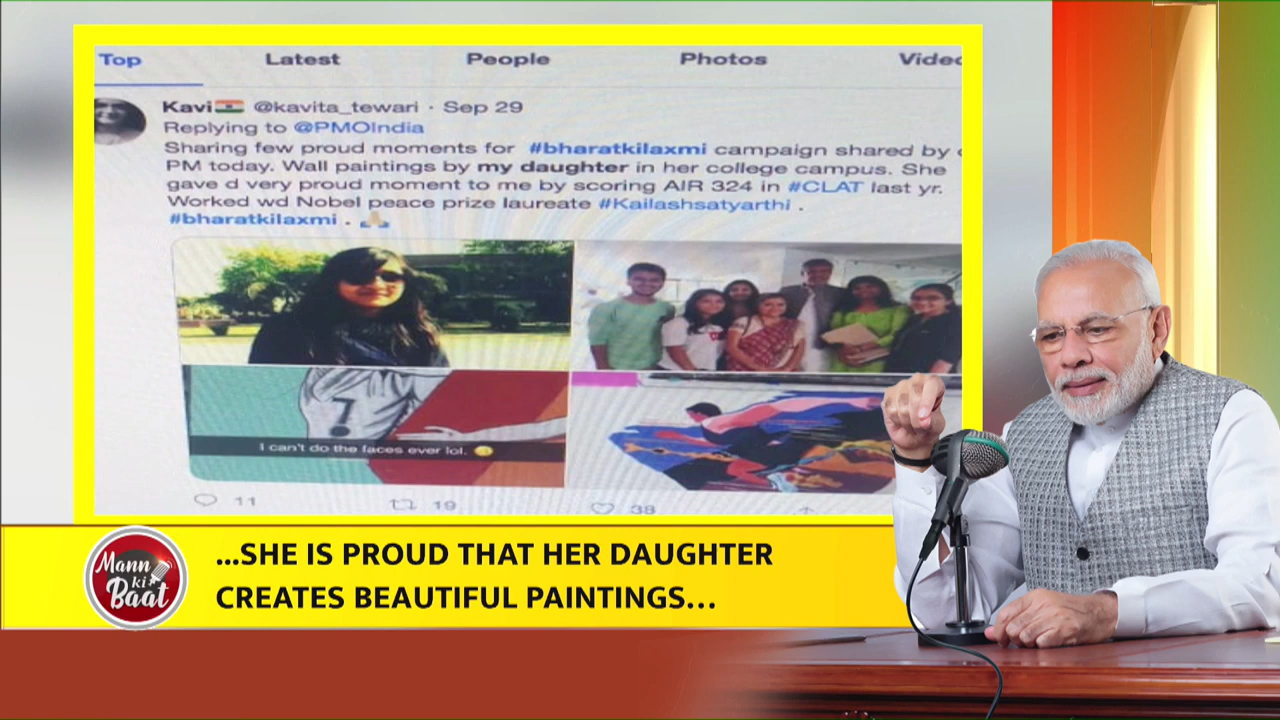 Top Latest People Photos Video
Kavi @kavita_tewari · Sep 29
Replying to @PMOIndia
Sharing few proud moments for #bharatkilaxmi campaign shared by
PM today. Wall paintings by my daughter in her college campus. She
gave d very proud moment to me by scoring AIR 324 in #CLAT last yr.
Worked wd Nobel peace prize laureate #Kailashsatyarthi .
#bharatkilaxmi .
7
I can't do the faces ever lol.
11 19 38
Mann
ki
Baat
...SHE IS PROUD THAT HER DAUGHTER
CREATES BEAUTIFUL PAINTINGS...